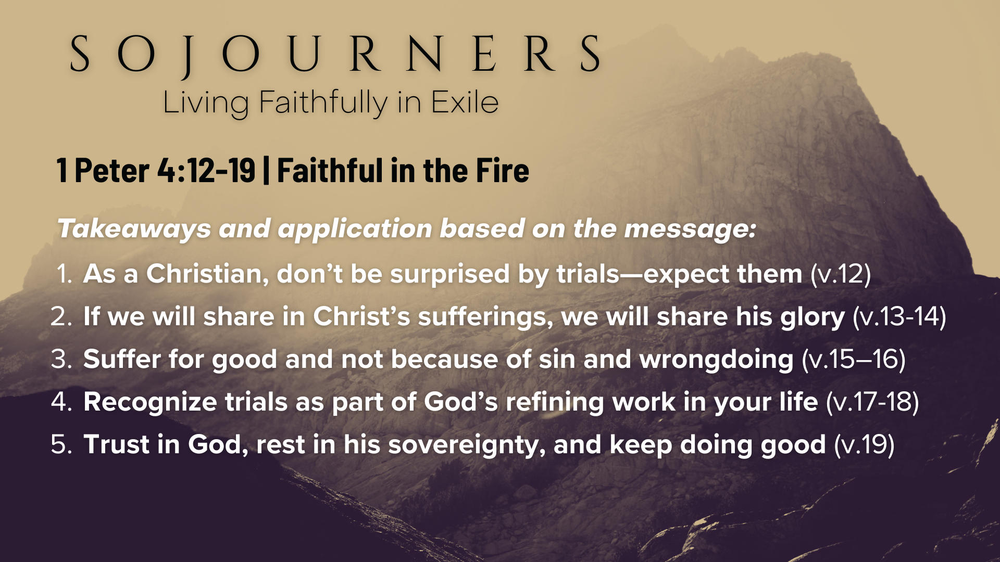 SOJOURNERS
Living Faithfully in Exile
1 Peter 4:12-19 | Faithful in the Fire
Takeaways and application based on the message:
1. As a Christian, don’t be surprised by trials—expect them (v.12)
2. If we will share in Christ’s sufferings, we will share his glory (v.13-14)
3. Suffer for good and not because of sin and wrongdoing (v.15–16)
4. Recognize trials as part of God’s refining work in your life (v.17-18)
5. Trust in God, rest in his sovereignty, and keep doing good (v.19)